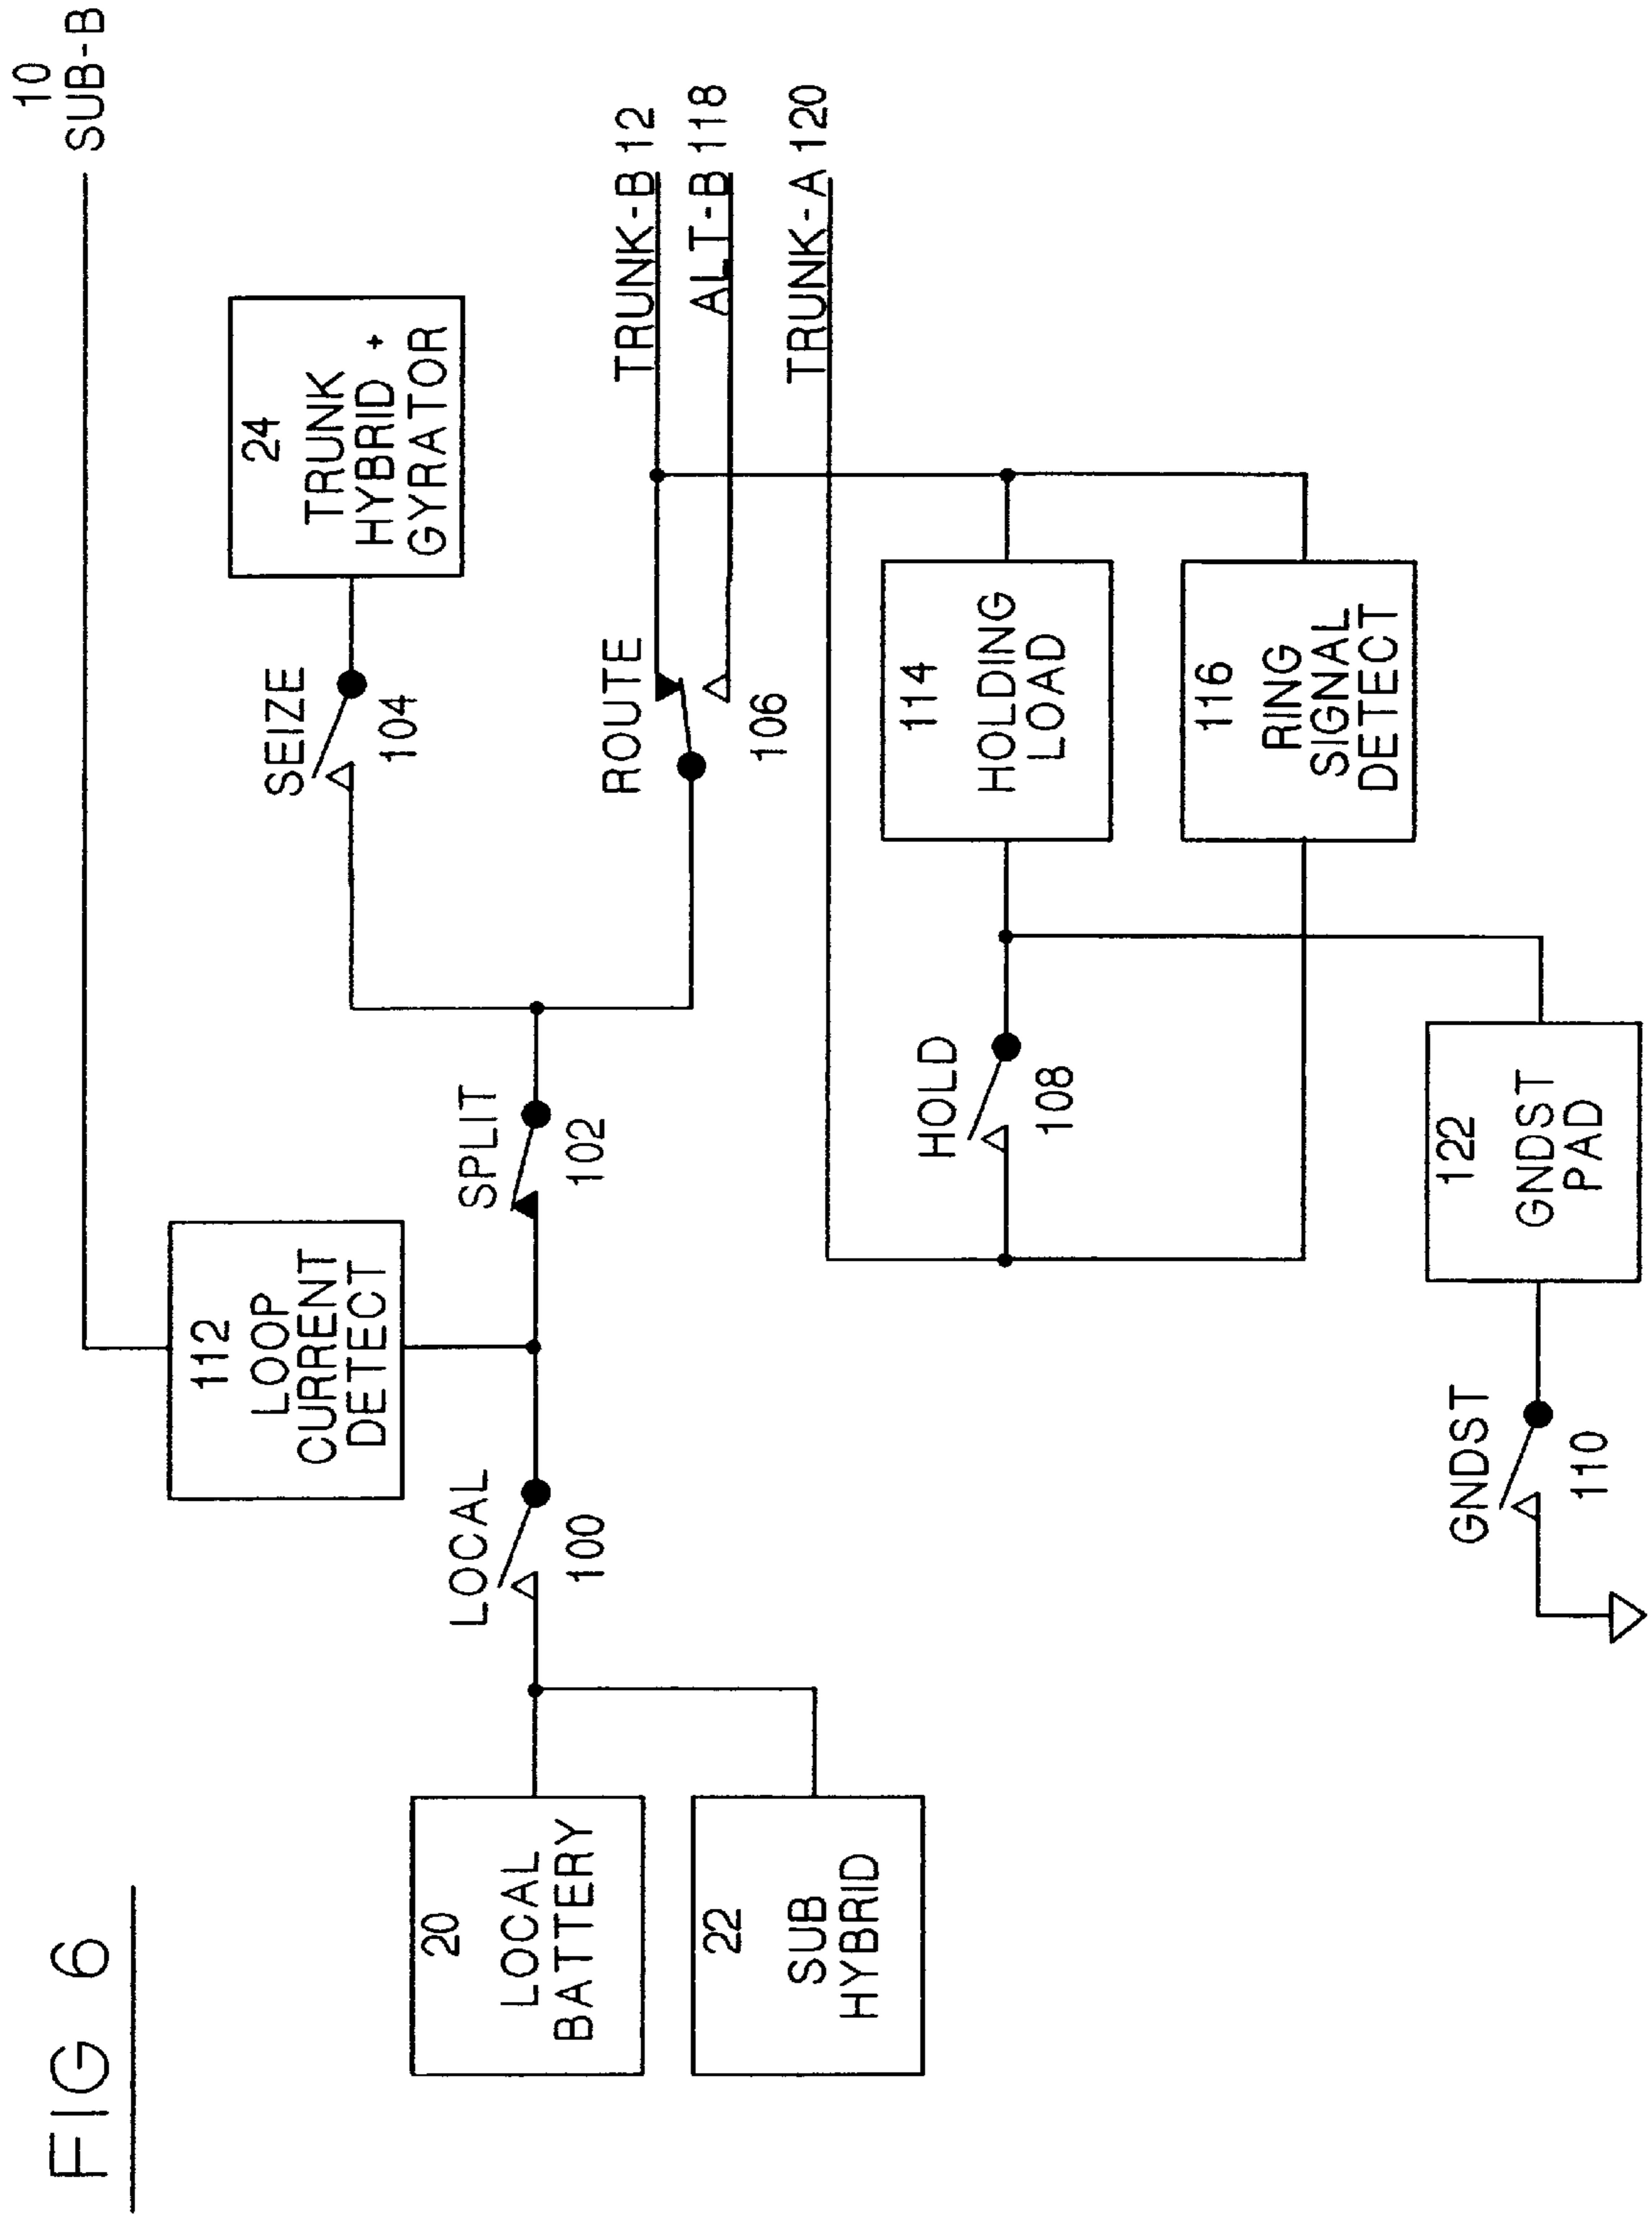 FIG 6
10
SUB-B
112
LOOP
CURRENT
DETECT
24
TRUNK
HYBRID +
GYRATOR
SEIZE
104
LOCAL
100
SPLIT
102
20
LOCAL
BATTERY
22
SUB
HYBRID
ROUTE
106
TRUNK-B 12
ALT-B 118
TRUNK-A 120
HOLD
108
114
HOLDING
LOAD
116
RING
SIGNAL
DETECT
GNDST
110
122
GNDST
PAD